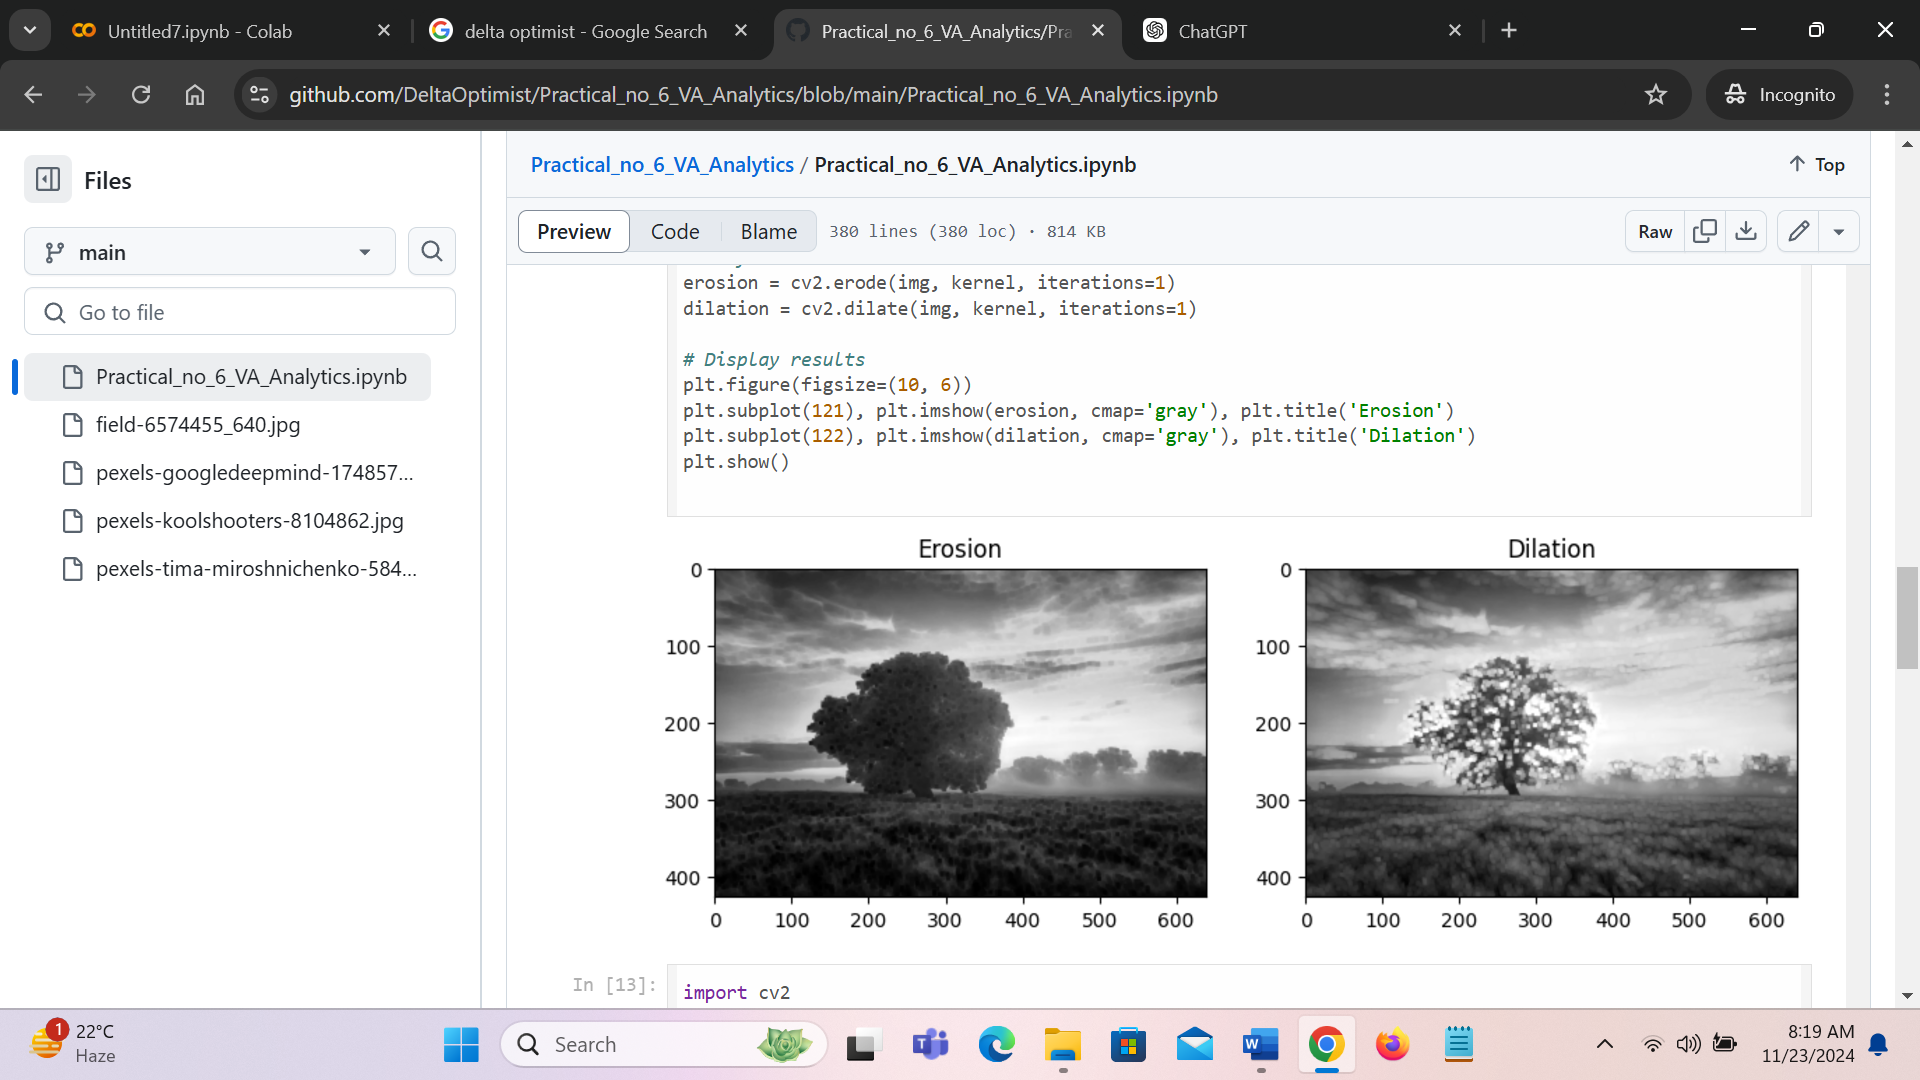 Untitled7.ipynb - Colab
delta optimist - Google Search
Practical_no_6_VA_Analytics/Pra
ChatGPT
github.com/DeltaOptimist/Practical_no_6_VA_Analytics/blob/main/Practical_no_6_VA_Analytics.ipynb
Incognito
Files
main
Go to file
Practical_no_6_VA_Analytics.ipynb
field-6574455_640.jpg
pexels-googledeepmind-174857...
pexels-koolshooters-8104862.jpg
pexels-tima-miroshnichenko-584...
Practical_no_6_VA_Analytics / Practical_no_6_VA_Analytics.ipynb
Top
Preview Code Blame 380 lines (380 loc) · 814 KB
Raw
erosion = cv2.erode(img, kernel, iterations=1)
dilation = cv2.dilate(img, kernel, iterations=1)
# Display results
plt.figure(figsize=(10, 6))
plt.subplot(121), plt.imshow(erosion, cmap='gray'), plt.title('Erosion')
plt.subplot(122), plt.imshow(dilation, cmap='gray'), plt.title('Dilation')
plt.show()
Erosion
0
100
200
300
400
0 100 200 300 400 500 600
Dilation
0
100
200
300
400
0 100 200 300 400 500 600
In [13]:
import cv2
1
22°C
Haze
Search
8:19 AM
11/23/2024